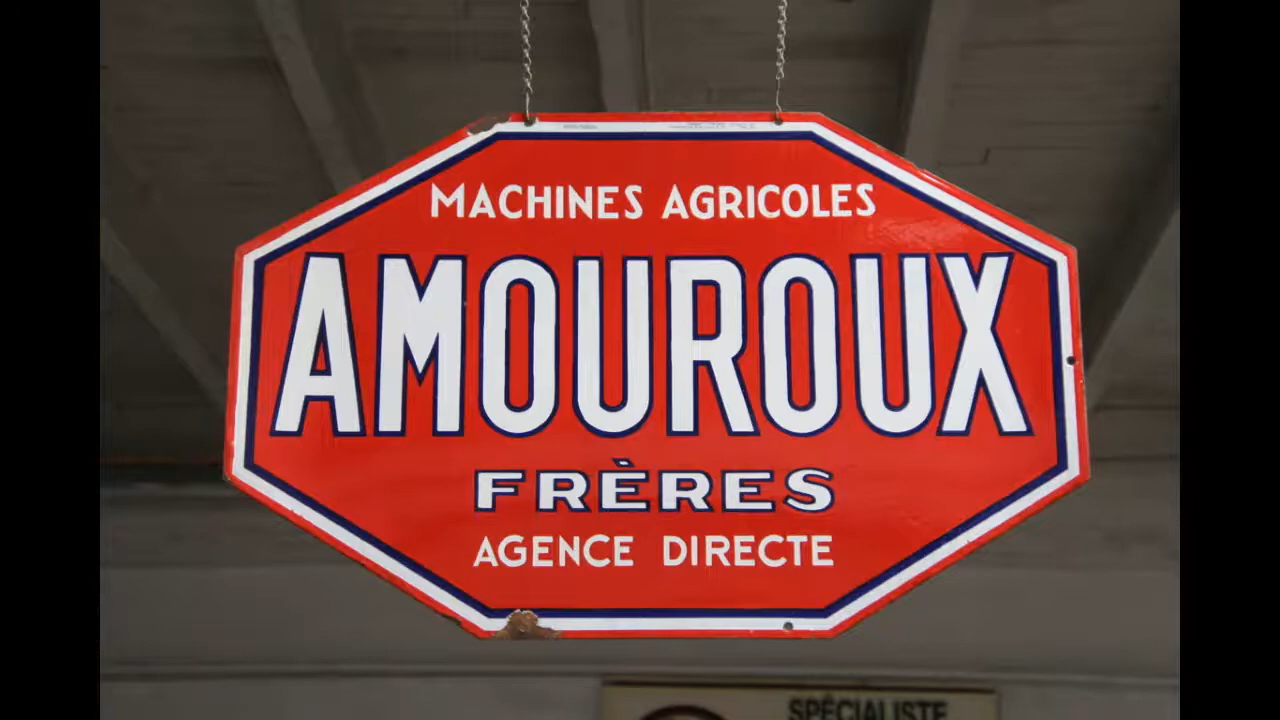 MACHINES AGRICOLES
AMOUROUX
FRÈRES
AGENCE DIRECTE
SPÉCIALISTE